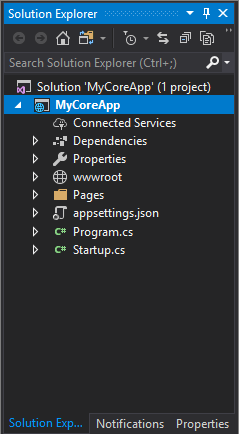 Solution Explorer
Search Solution Explorer (Ctrl+;)
Solution 'MyCoreApp' (1 project)
MyCoreApp
Connected Services
Dependencies
Properties
wwwroot
Pages
appsettings.json
C# Program.cs
C# Startup.cs
Solution Exp... Notifications Properties